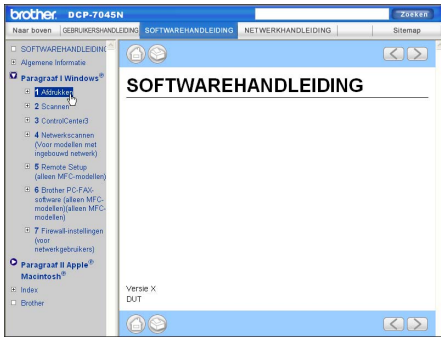 brother. DCP-7045N
Zoeken
Naar boven GEBRUIKERSHANDLEIDING SOFTWAREHANDLEIDING NETWERKHANDLEIDING Sitemap
SOFTWAREHANDLEIDING
Algemene Informatie
Paragraaf I Windows®
1 Afdrukken
2 Scannen
3 ControlCenter3
4 Netwerkscannen
(Voor modellen met
ingebouwd netwerk)
5 Remote Setup
(alleen MFC-modellen)
6 Brother PC-FAX-
software (alleen MFC-
modellen)(alleen MFC-
modellen)
7 Firewall-instellingen
(voor
netwerkgebruikers)
Paragraaf II Apple®
Macintosh®
Index
Brother
SOFTWAREHANDLEIDING
Versie X
DUT